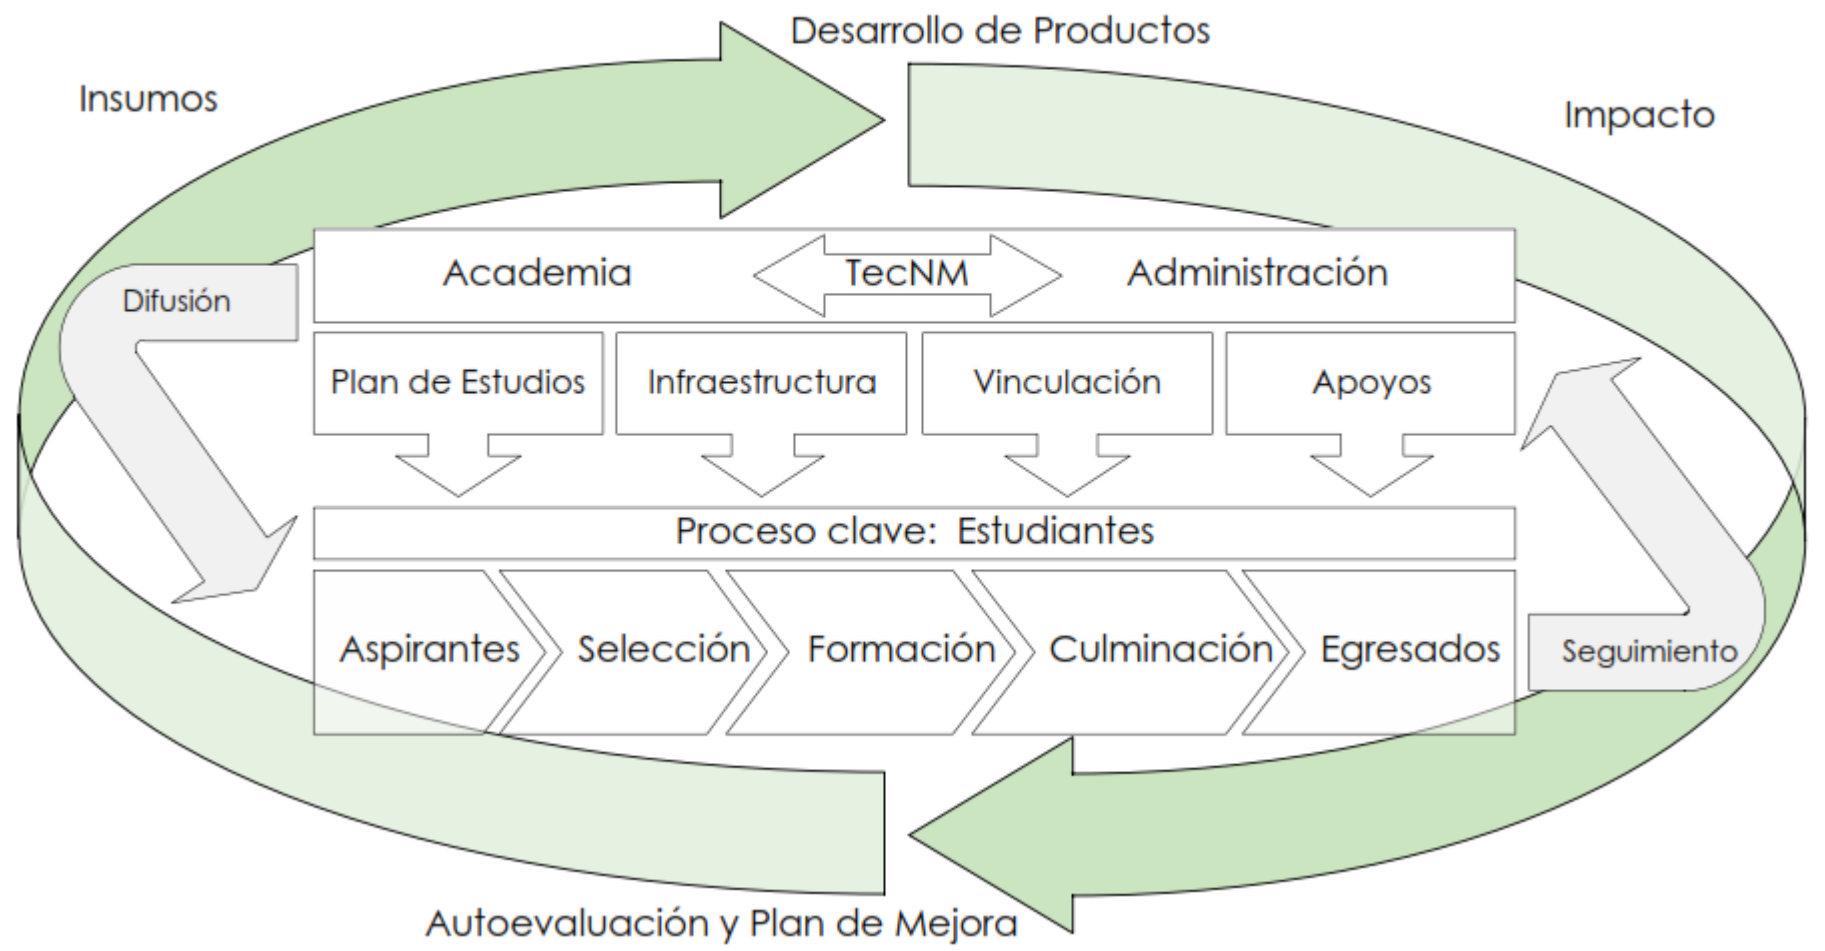 Desarrollo de Productos
Insumos
Impacto
Academia
TecNM
Administración
Difusión
Plan de Estudios
Infraestructura
Vinculación
Apoyos
Proceso clave: Estudiantes
Aspirantes
Selección
Formación
Culminación
Egresados
Seguimiento
Autoevaluación y Plan de Mejora